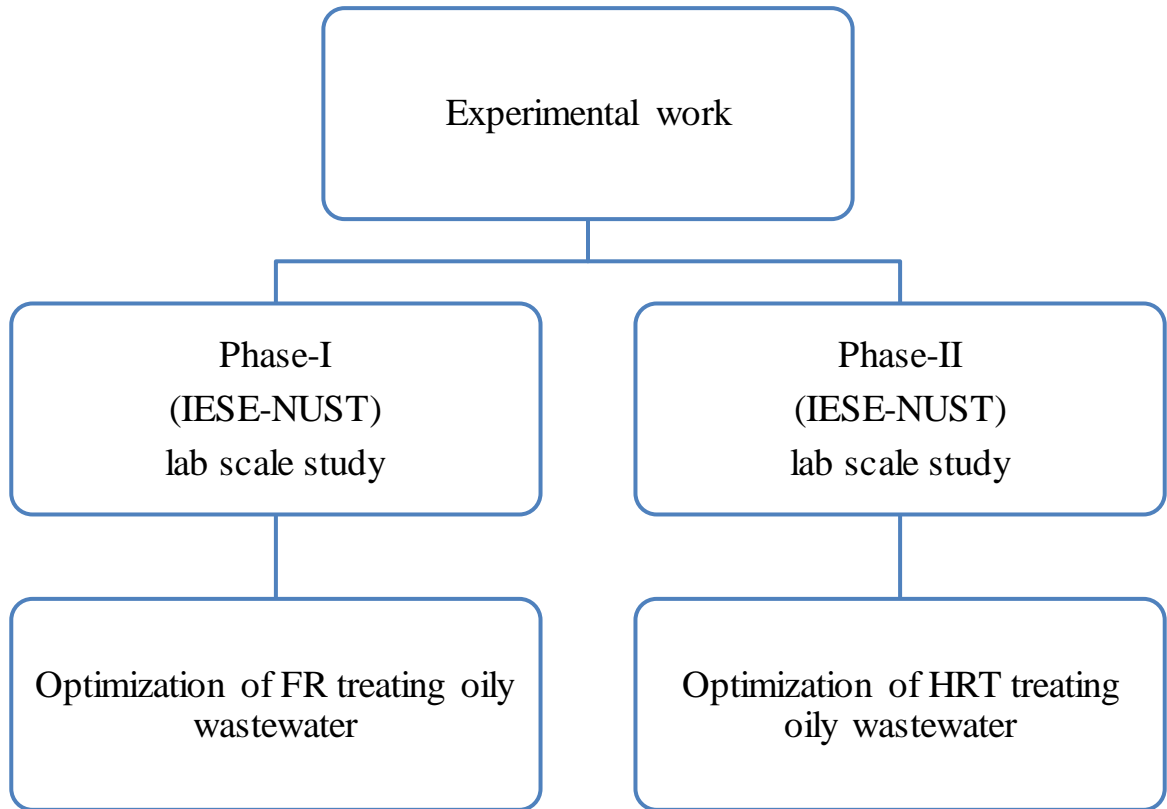 Experimental work
Phase-I
(IESE-NUST)
lab scale study
Phase-II
(IESE-NUST)
lab scale study
Optimization of FR treating oily
wastewater
Optimization of HRT treating
oily wastewater